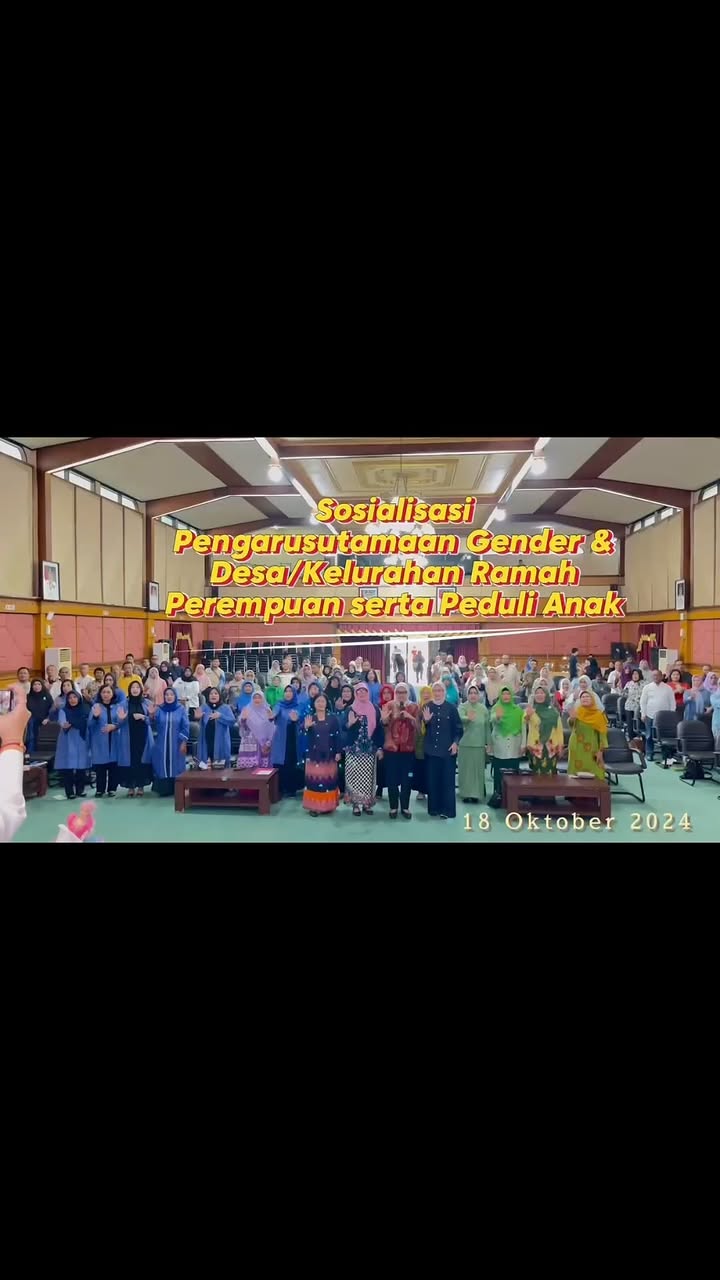 Sosialisasi
Pengarusutamaan Gender &
Desa/Kelurahan Ramah
Perempuan serta Peduli Anak
18 Oktober 2024